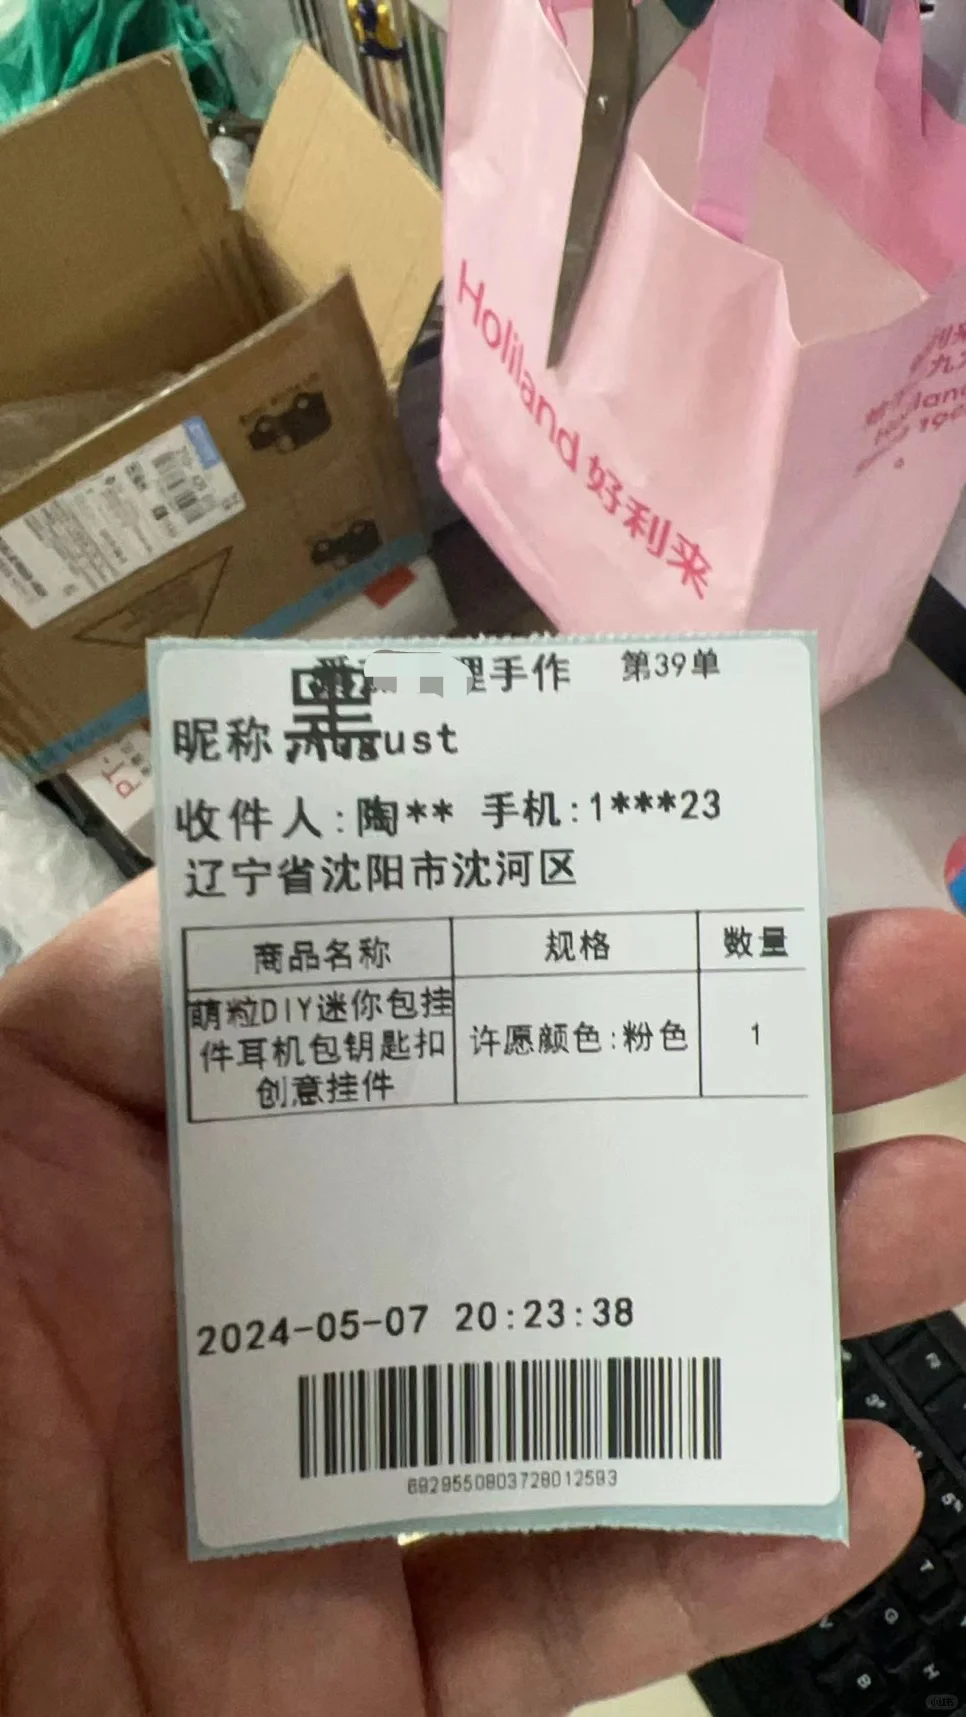 Holiland 好利来
手作 第39单
昵称
ust
收件人:陶** 手机:1***23
辽宁省沈阳市沈河区
商品名称 规格 数量
萌粒DIY迷你包挂件耳机包钥匙扣创意挂件 许愿颜色:粉色 1
2024-05-07 20:23:38
6929550803728012593